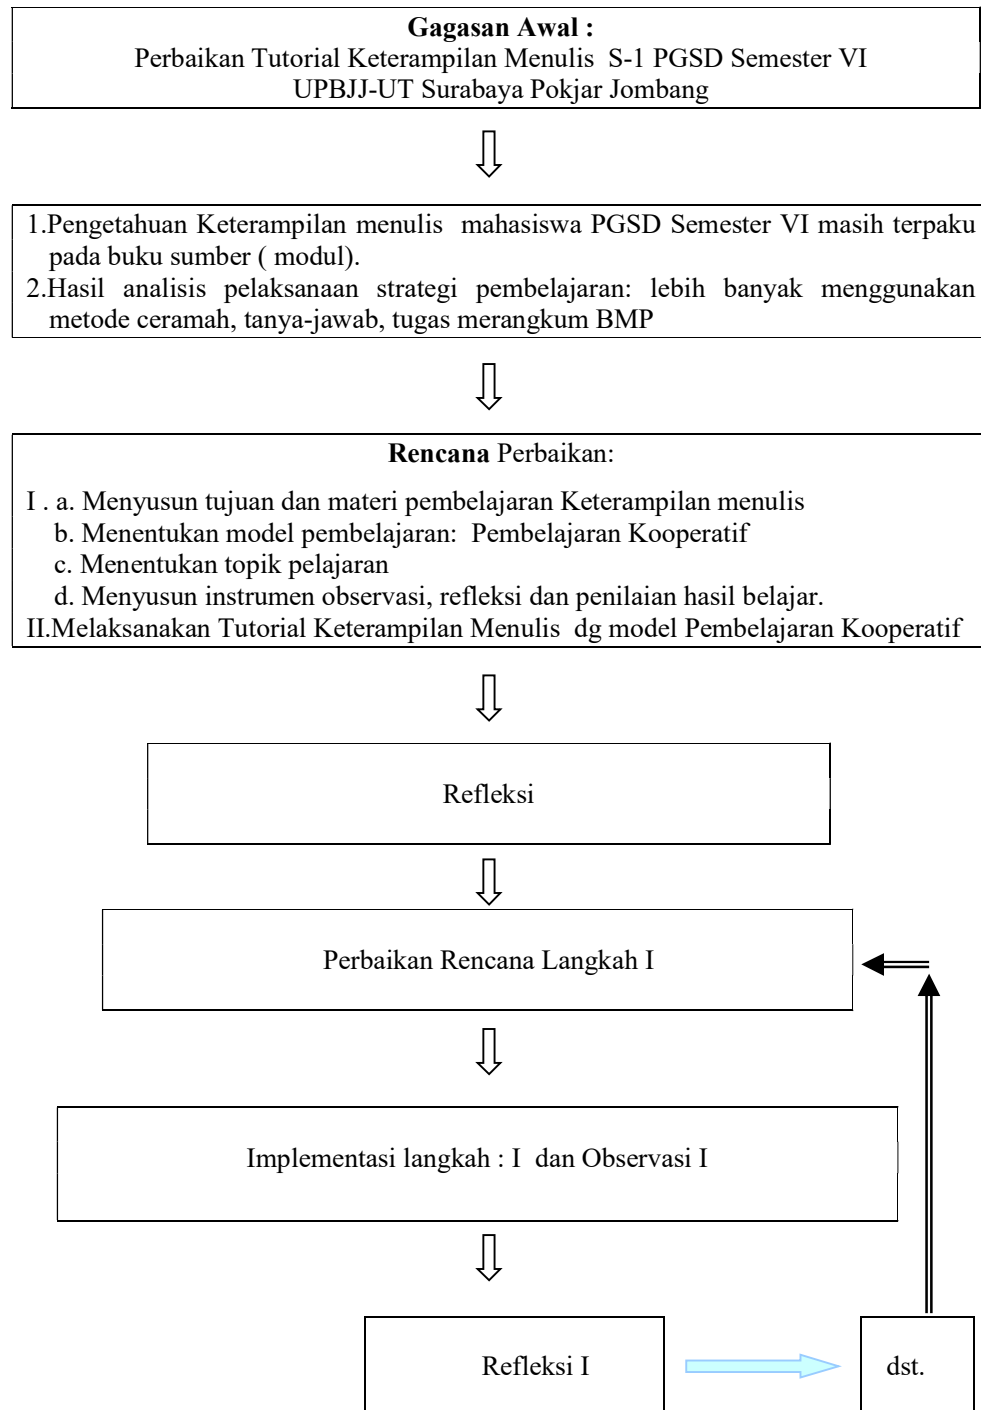 Gagasan Awal :
Perbaikan Tutorial Keterampilan Menulis S-1 PGSD Semester VI
UPBJJ-UT Surabaya Pokjar Jombang
1.Pengetahuan Keterampilan menulis mahasiswa PGSD Semester VI masih terpaku
pada buku sumber ( modul).
2.Hasil analisis pelaksanaan strategi pembelajaran: lebih banyak menggunakan
metode ceramah, tanya-jawab, tugas merangkum BMP
Rencana Perbaikan:
I . a. Menyusun tujuan dan materi pembelajaran Keterampilan menulis
b. Menentukan model pembelajaran: Pembelajaran Kooperatif
c. Menentukan topik pelajaran
d. Menyusun instrumen observasi, refleksi dan penilaian hasil belajar.
II.Melaksanakan Tutorial Keterampilan Menulis dg model Pembelajaran Kooperatif
Refleksi
Perbaikan Rencana Langkah I
Implementasi langkah : I dan Observasi I
Refleksi I
dst.